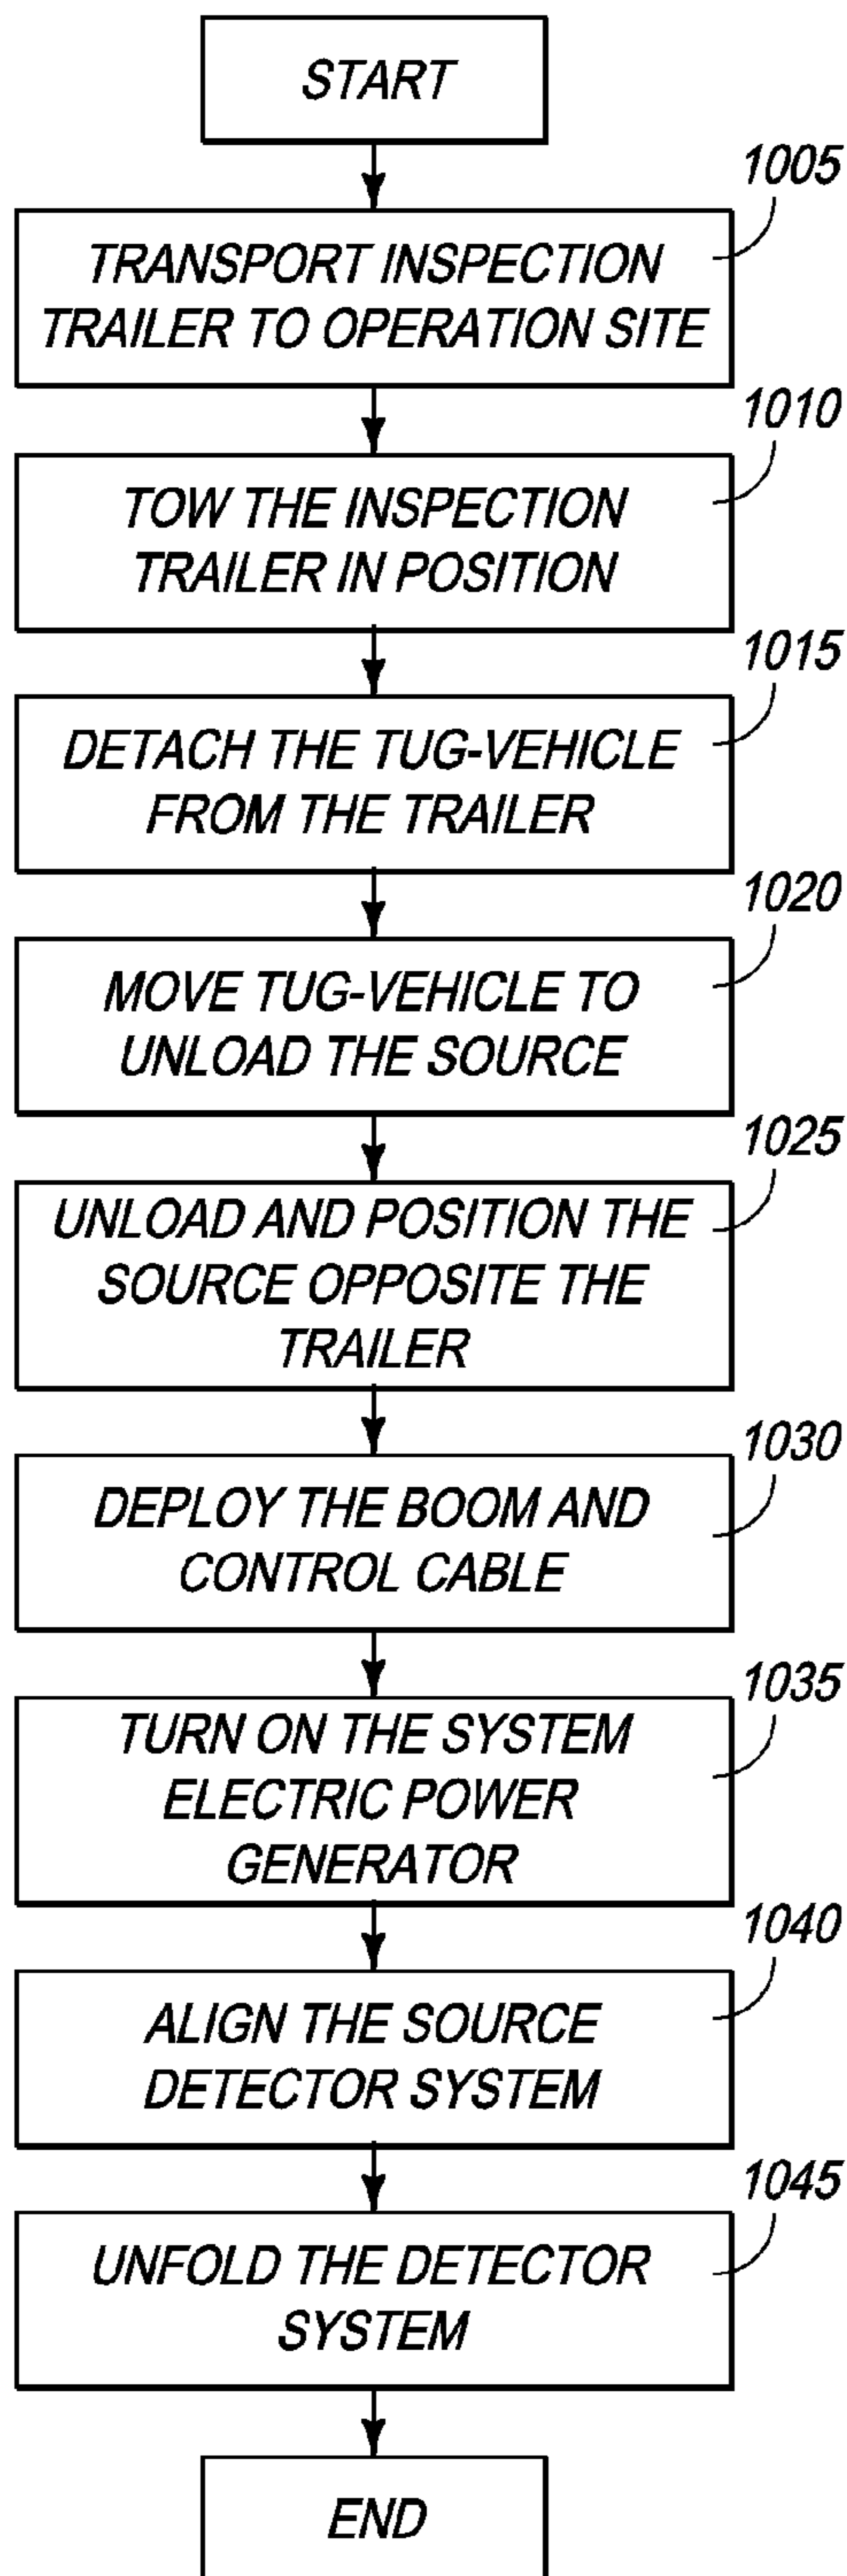 START
1005
TRANSPORT INSPECTION
TRAILER TO OPERATION SITE
1010
TOW THE INSPECTION
TRAILER IN POSITION
1015
DETACH THE TUG-VEHICLE
FROM THE TRAILER
1020
MOVE TUG-VEHICLE TO
UNLOAD THE SOURCE
1025
UNLOAD AND POSITION THE
SOURCE OPPOSITE THE
TRAILER
1030
DEPLOY THE BOOM AND
CONTROL CABLE
1035
TURN ON THE SYSTEM
ELECTRIC POWER
GENERATOR
1040
ALIGN THE SOURCE
DETECTOR SYSTEM
1045
UNFOLD THE DETECTOR
SYSTEM
END